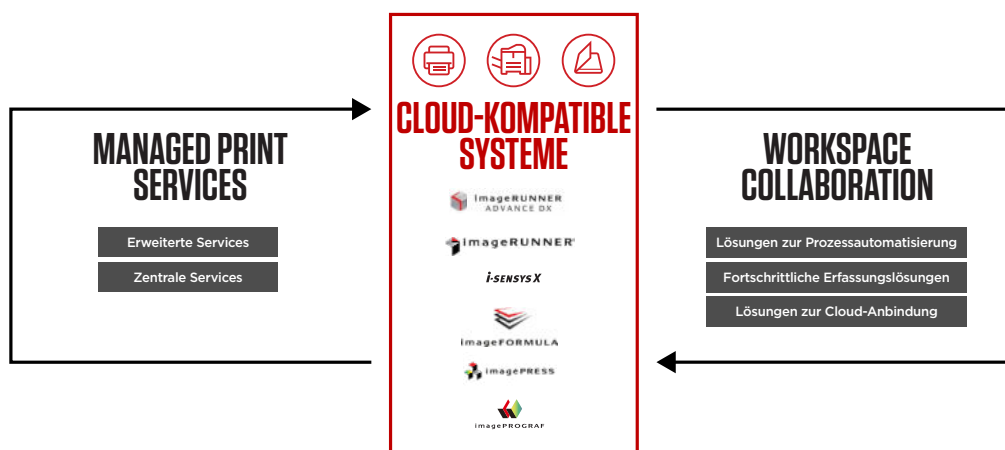 MANAGED PRINT
SERVICES
Erweiterte Services
Zentrale Services
CLOUD-KOMPATIBLE
SYSTEME
imageRUNNER
ADVANCE DX
imageRUNNER®
i-SENSYS X
imageFORMULA
imagePRESS
imagePROGRAF
WORKSPACE
COLLABORATION
Lösungen zur Prozessautomatisierung
Fortschrittliche Erfassungslösungen
Lösungen zur Cloud-Anbindung